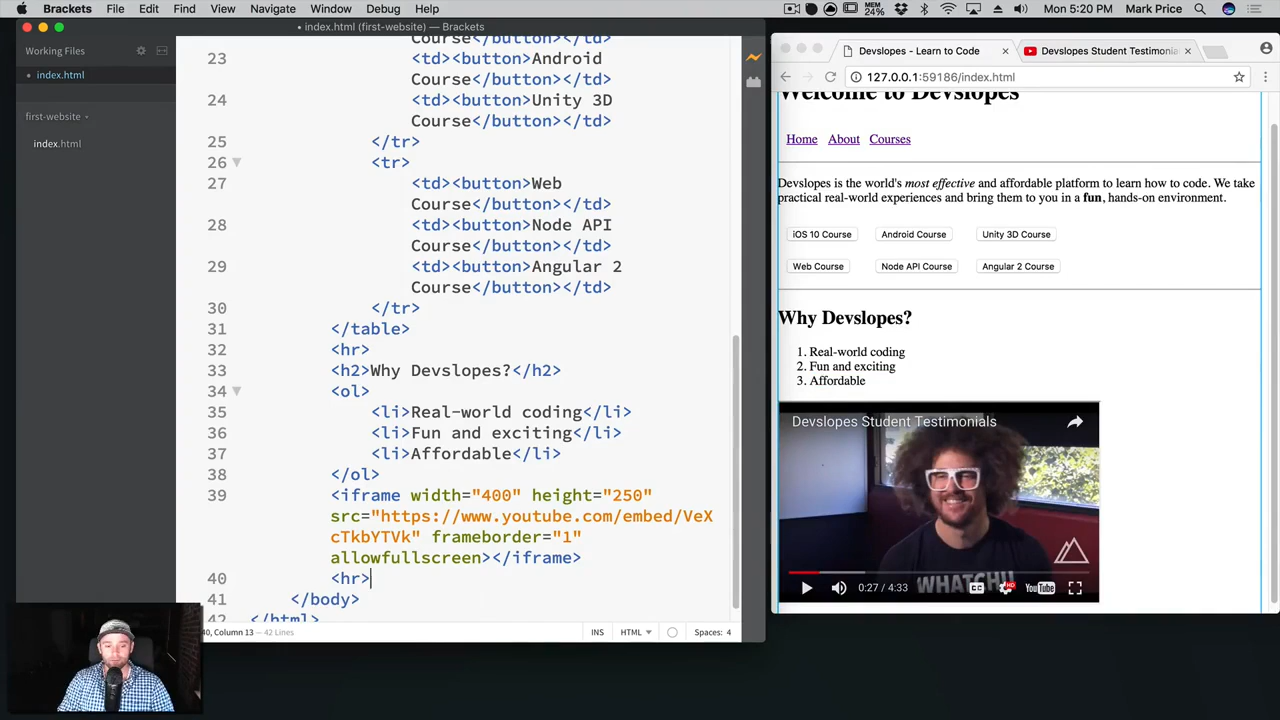 Brackets File Edit Find View Navigate Window Debug Help
MEM 24% Mon 5:20 PM Mark Price
• index.html (first-website) — Brackets
Working Files
• index.html
first-website
index.html
Course</button></td>
23 <td><button>Android
Course</button></td>
24 <td><button>Unity 3D
Course</button></td>
25 </tr>
26 <tr>
27 <td><button>Web
Course</button></td>
28 <td><button>Node API
Course</button></td>
29 <td><button>Angular 2
Course</button></td>
30 </tr>
31 </table>
32 <hr>
33 <h2>Why Devslopes?</h2>
34 <ol>
35 <li>Real-world coding</li>
36 <li>Fun and exciting</li>
37 <li>Affordable</li>
38 </ol>
39 <iframe width="400" height="250"
src="https://www.youtube.com/embed/VeX
cTkbYTVk" frameborder="1"
allowfullscreen></iframe>
40 <hr>
41 </body>
42 </html>
40, Column 13 — 42 Lines INS HTML Spaces: 4
Devslopes - Learn to Code Devslopes Student Testimonia
127.0.0.1:59186/index.html
Welcome to Devslopes
Home About Courses
Devslopes is the world's most effective and affordable platform to learn how to code. We take
practical real-world experiences and bring them to you in a fun, hands-on environment.
iOS 10 Course Android Course Unity 3D Course
Web Course Node API Course Angular 2 Course
Why Devslopes?
1. Real-world coding
2. Fun and exciting
3. Affordable
Devslopes Student Testimonials
WHATCH!!
0:27 / 4:33 CC HD YouTube